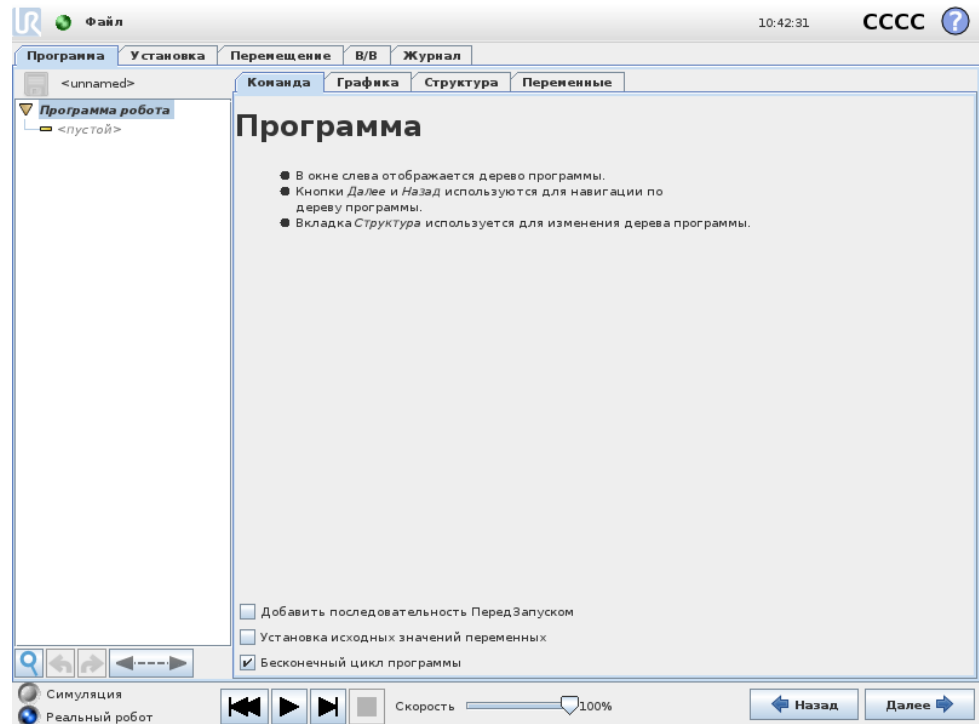 UR
Файл
10:42:31
CCCC
?
Программа
Установка
Перемещение
В/В
Журнал
<unnamed>
Команда
Графика
Структура
Переменные
Программа робота
<пустой>
Программа
В окне слева отображается дерево программы.
Кнопки Далее и Назад используются для навигации по
дереву программы.
Вкладка Структура используется для изменения дерева программы.
Добавить последовательность ПередЗапуском
Установка исходных значений переменных
Бесконечный цикл программы
Симуляция
Реальный робот
Скорость
100%
Назад
Далее